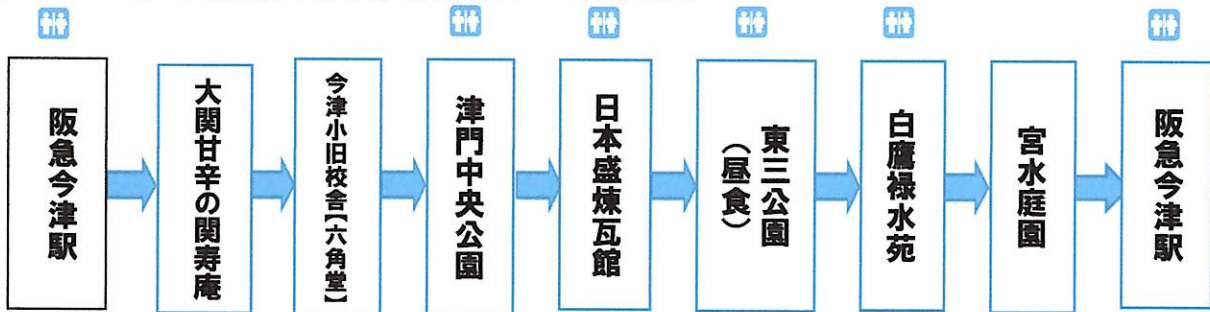 阪急今津駅
大関甘辛の関寿庵
今津小旧校舎【六角堂】
津門中央公園
日本盛煉瓦館
東三公園
（昼食）
白鷹禄水苑
宮水庭園
阪急今津駅